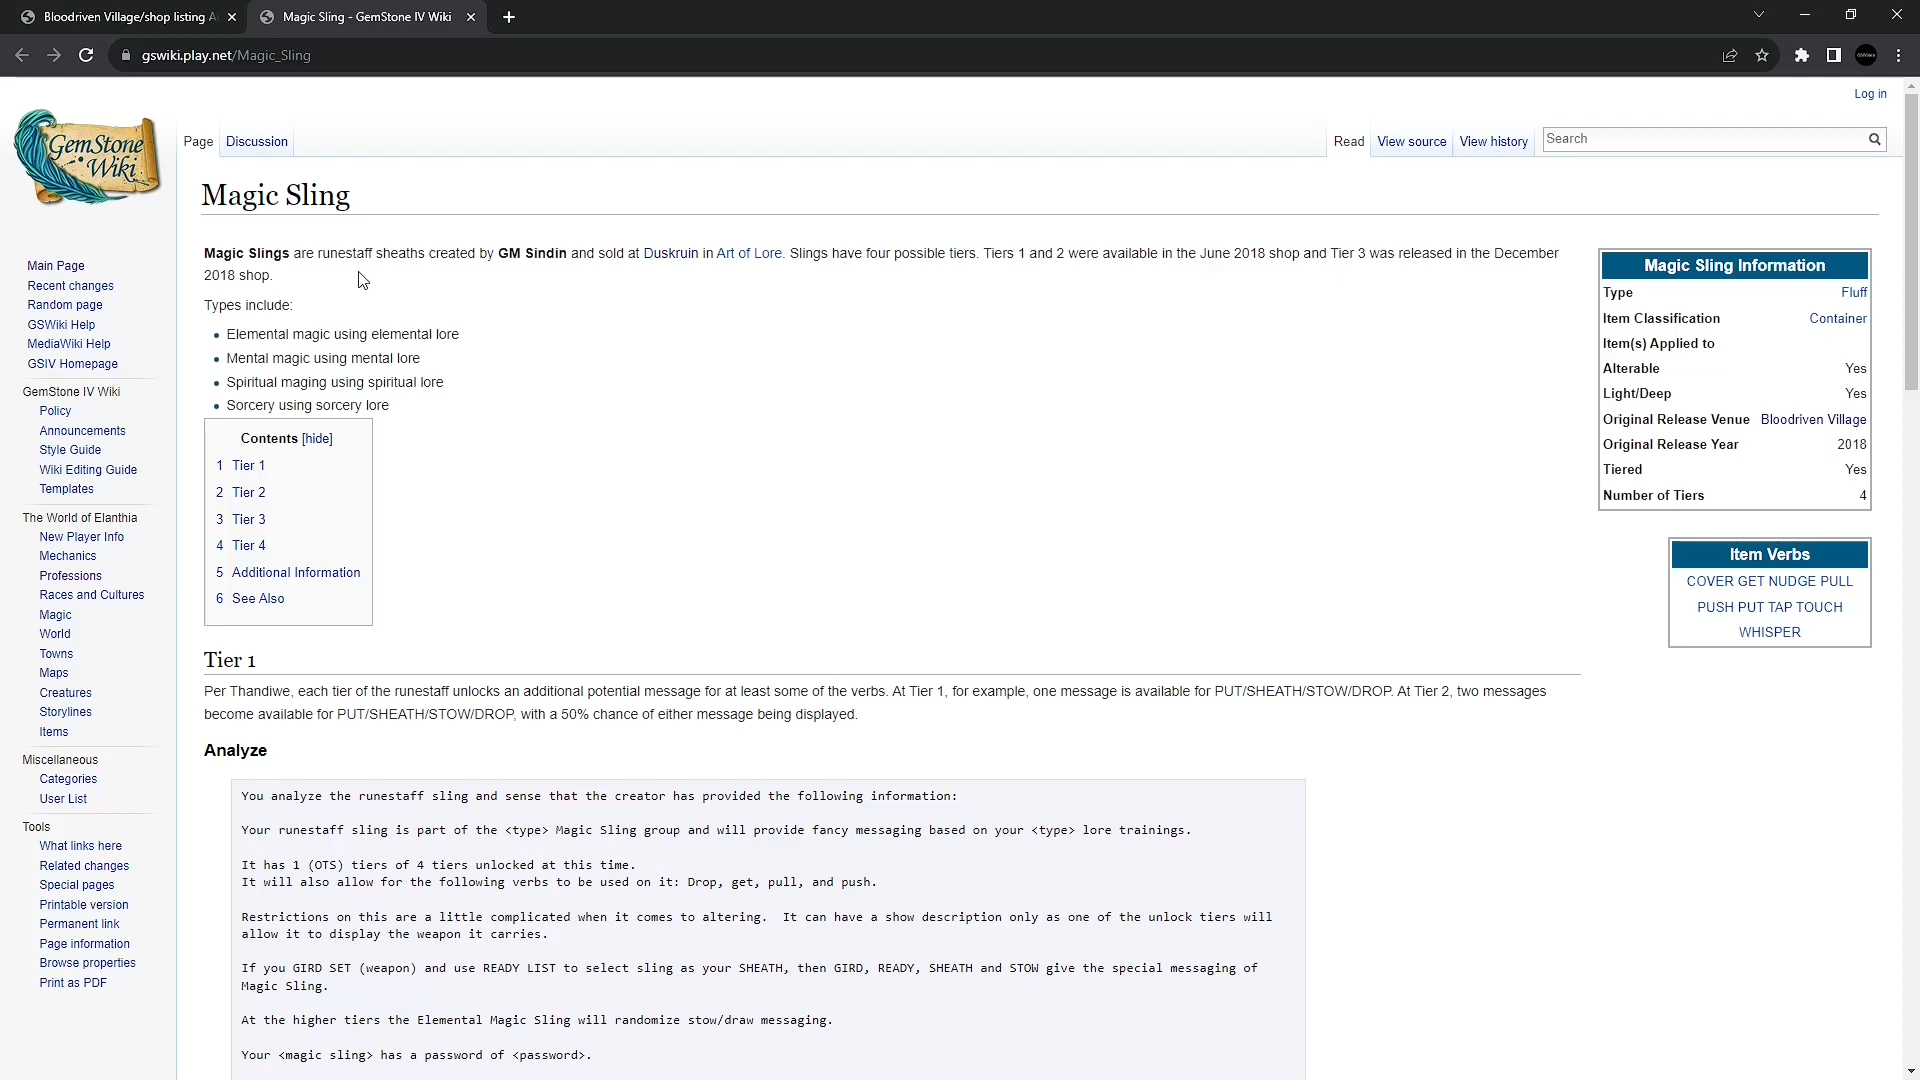 Bloodriven Village/shop listing
Magic Sling - GemStone IV Wiki
gswiki.play.net/Magic_Sling
Log in
GemStone
Wiki
Page
Discussion
Read
View source
View history
Search
Magic Sling
Magic Slings are runestaff sheaths created by GM Sindin and sold at Duskruin in Art of Lore. Slings have four possible tiers. Tiers 1 and 2 were available in the June 2018 shop and Tier 3 was released in the December
2018 shop.
Types include:
Elemental magic using elemental lore
Mental magic using mental lore
Spiritual maging using spiritual lore
Sorcery using sorcery lore
Contents [hide]
1 Tier 1
2 Tier 2
3 Tier 3
4 Tier 4
5 Additional Information
6 See Also
Magic Sling Information
Type Fluff
Item Classification Container
Item(s) Applied to
Alterable Yes
Light/Deep Yes
Original Release Venue Bloodriven Village
Original Release Year 2018
Tiered Yes
Number of Tiers 4
Item Verbs
COVER GET NUDGE PULL
PUSH PUT TAP TOUCH
WHISPER
Main Page
Recent changes
Random page
GSWiki Help
MediaWiki Help
GSIV Homepage
GemStone IV Wiki
Policy
Announcements
Style Guide
Wiki Editing Guide
Templates
The World of Elanthia
New Player Info
Mechanics
Professions
Races and Cultures
Magic
World
Towns
Maps
Creatures
Storylines
Items
Miscellaneous
Categories
User List
Tools
What links here
Related changes
Special pages
Printable version
Permanent link
Page information
Browse properties
Print as PDF
Tier 1
Per Thandiwe, each tier of the runestaff unlocks an additional potential message for at least some of the verbs. At Tier 1, for example, one message is available for PUT/SHEATH/STOW/DROP. At Tier 2, two messages
become available for PUT/SHEATH/STOW/DROP, with a 50% chance of either message being displayed.
Analyze
You analyze the runestaff sling and sense that the creator has provided the following information:
Your runestaff sling is part of the <type> Magic Sling group and will provide fancy messaging based on your <type> lore trainings.
It has 1 (OTS) tiers of 4 tiers unlocked at this time.
It will also allow for the following verbs to be used on it: Drop, get, pull, and push.
Restrictions on this are a little complicated when it comes to altering.  It can have a show description only as one of the unlock tiers will
allow it to display the weapon it carries.
If you GIRD SET (weapon) and use READY LIST to select sling as your SHEATH, then GIRD, READY, SHEATH and STOW give the special messaging of
Magic Sling.
At the higher tiers the Elemental Magic Sling will randomize stow/draw messaging.
Your <magic sling> has a password of <password>.